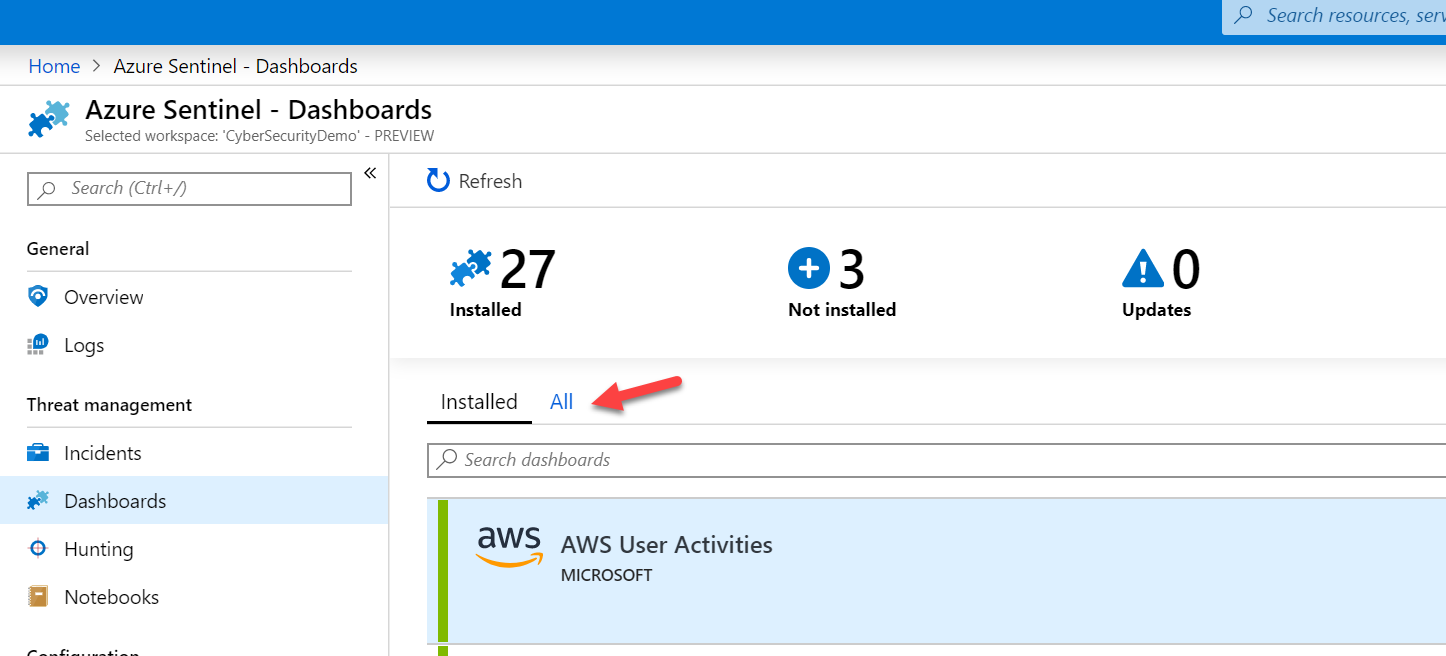 Search resources, serv
Home > Azure Sentinel - Dashboards
Azure Sentinel - Dashboards
Selected workspace: 'CyberSecurityDemo' - PREVIEW
Search (Ctrl+/)
«
General
Overview
Logs
Threat management
Incidents
Dashboards
Hunting
Notebooks
Configuration
Refresh
27
Installed
3
Not installed
0
Updates
Installed All
Search dashboards
aws
AWS User Activities
MICROSOFT